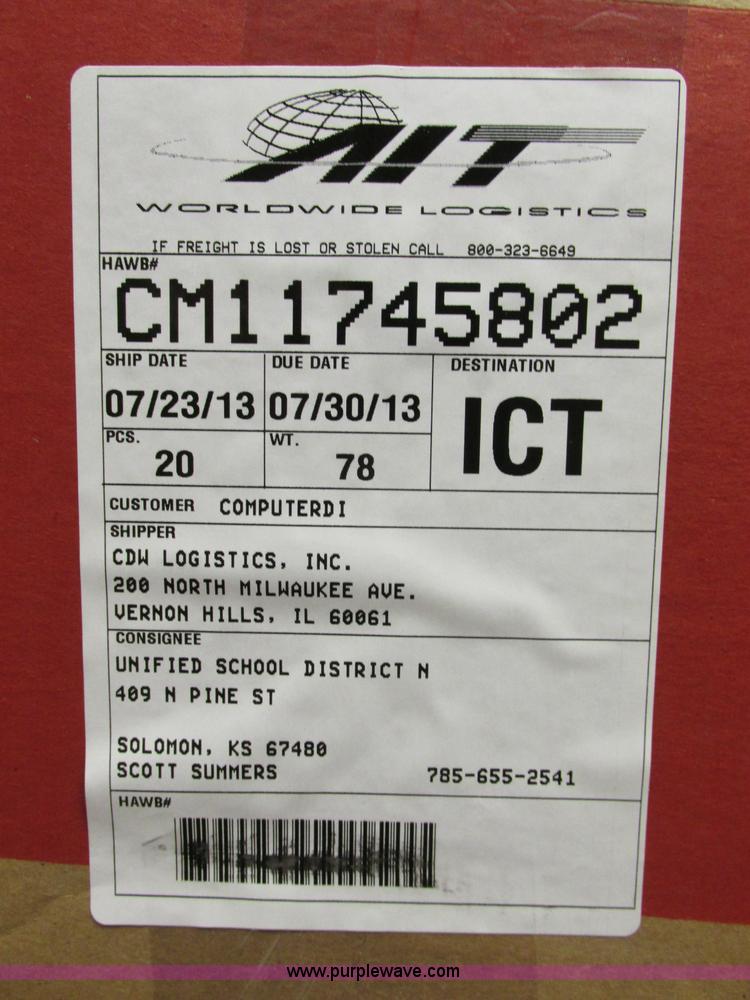 AIT
WORLDWIDE LOGISTICS
IF FREIGHT IS LOST OR STOLEN CALL 800-323-6649
HAWB#
CM11745802
SHIP DATE DUE DATE DESTINATION
07/23/13 07/30/13 ICT
PCS. WT.
20 78
CUSTOMER COMPUTERDI
SHIPPER
CDW LOGISTICS, INC.
200 NORTH MILWAUKEE AVE.
VERNON HILLS, IL 60061
CONSIGNEE
UNIFIED SCHOOL DISTRICT N
409 N PINE ST
SOLOMON, KS 67480
SCOTT SUMMERS 785-655-2541
HAWB#
www.purplewave.com